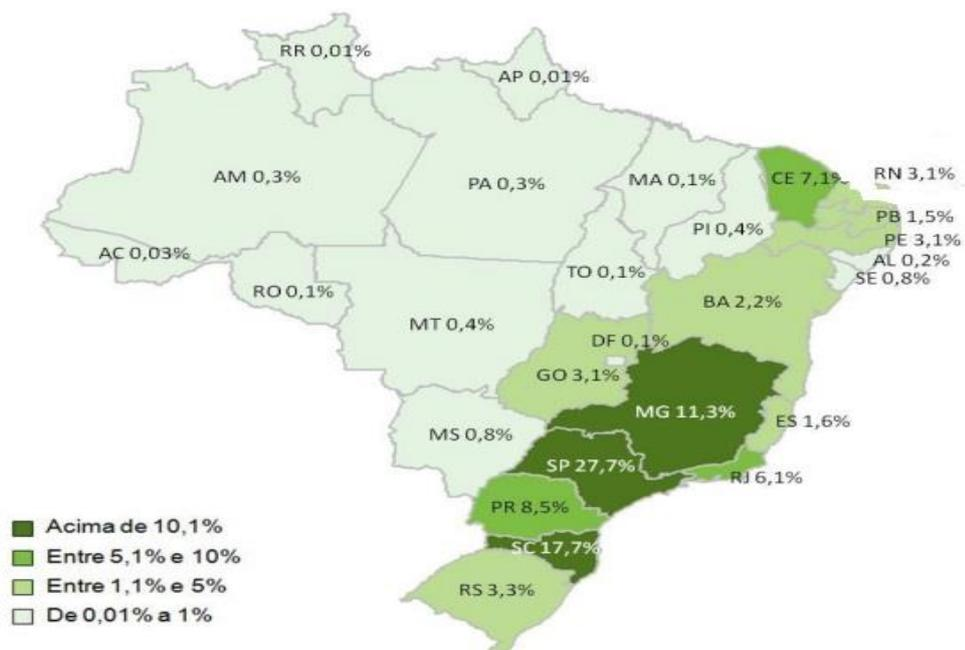 RR 0,01%
AP 0,01%
AM 0,3%
PA 0,3%
MA 0,1%
CE 7,1%
RN 3,1%
PI 0,4%
PB 1,5%
PE 3,1%
AL 0,2%
SE 0,8%
AC 0,03%
RO 0,1%
TO 0,1%
BA 2,2%
MT 0,4%
DF 0,1%
GO 3,1%
MG 11,3%
ES 1,6%
MS 0,8%
SP 27,7%
RJ 6,1%
PR 8,5%
SC 17,7%
RS 3,3%
Acima de 10,1%
Entre 5,1% e 10%
Entre 1,1% e 5%
De 0,01% a 1%